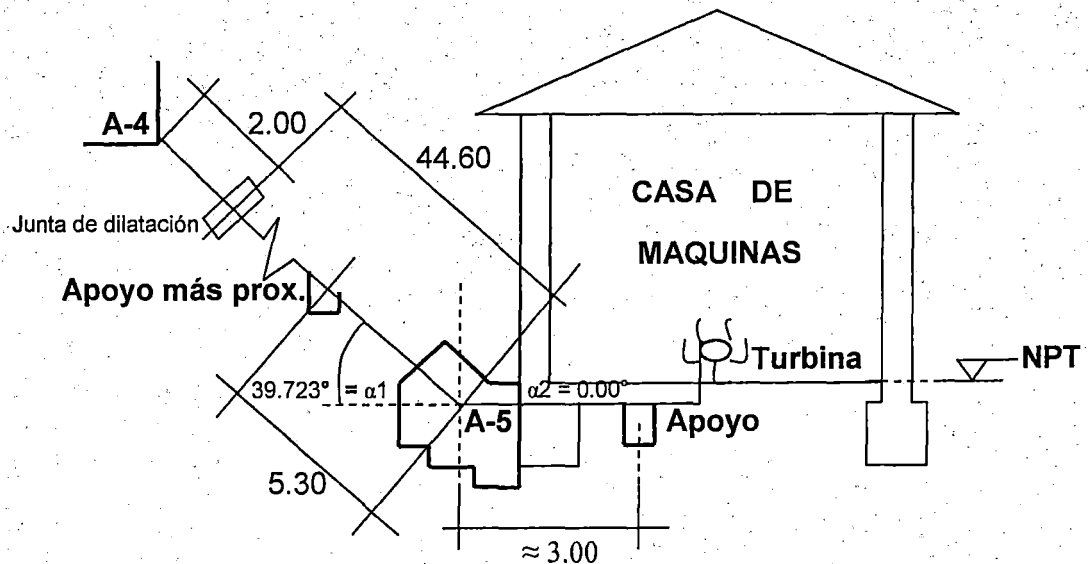 A-4
2.00
44.60
Junta de dilatación
CASA DE
MAQUINAS
Apoyo más prox.
Turbina
NPT
39.723° = α1
α2 = 0.00°
A-5
Apoyo
5.30
≈ 3.00